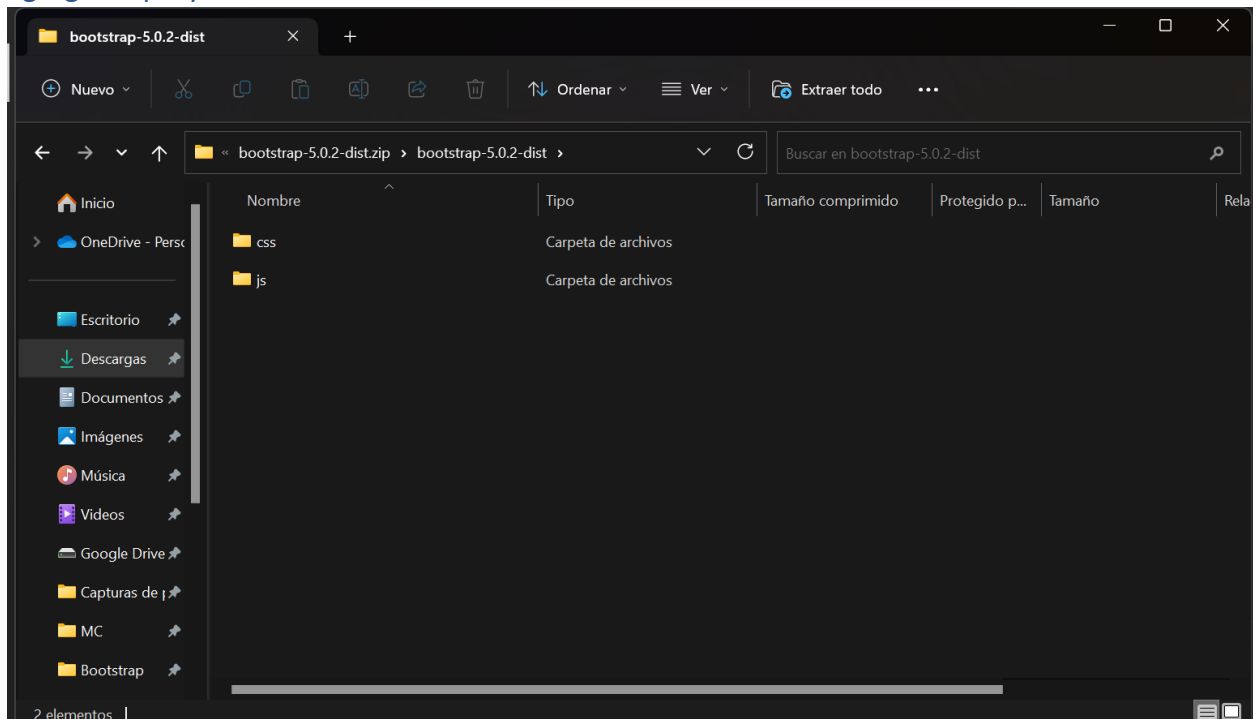 bootstrap-5.0.2-dist
Nuevo
Ordenar
Ver
Extraer todo
« bootstrap-5.0.2-dist.zip > bootstrap-5.0.2-dist >
Buscar en bootstrap-5.0.2-dist
Nombre Tipo Tamaño comprimido Protegido p... Tamaño Rela
css Carpeta de archivos
js Carpeta de archivos
Inicio
OneDrive - Perso
Escritorio
Descargas
Documentos
Imágenes
Música
Videos
Google Drive
Capturas de p
MC
Bootstrap
2 elementos